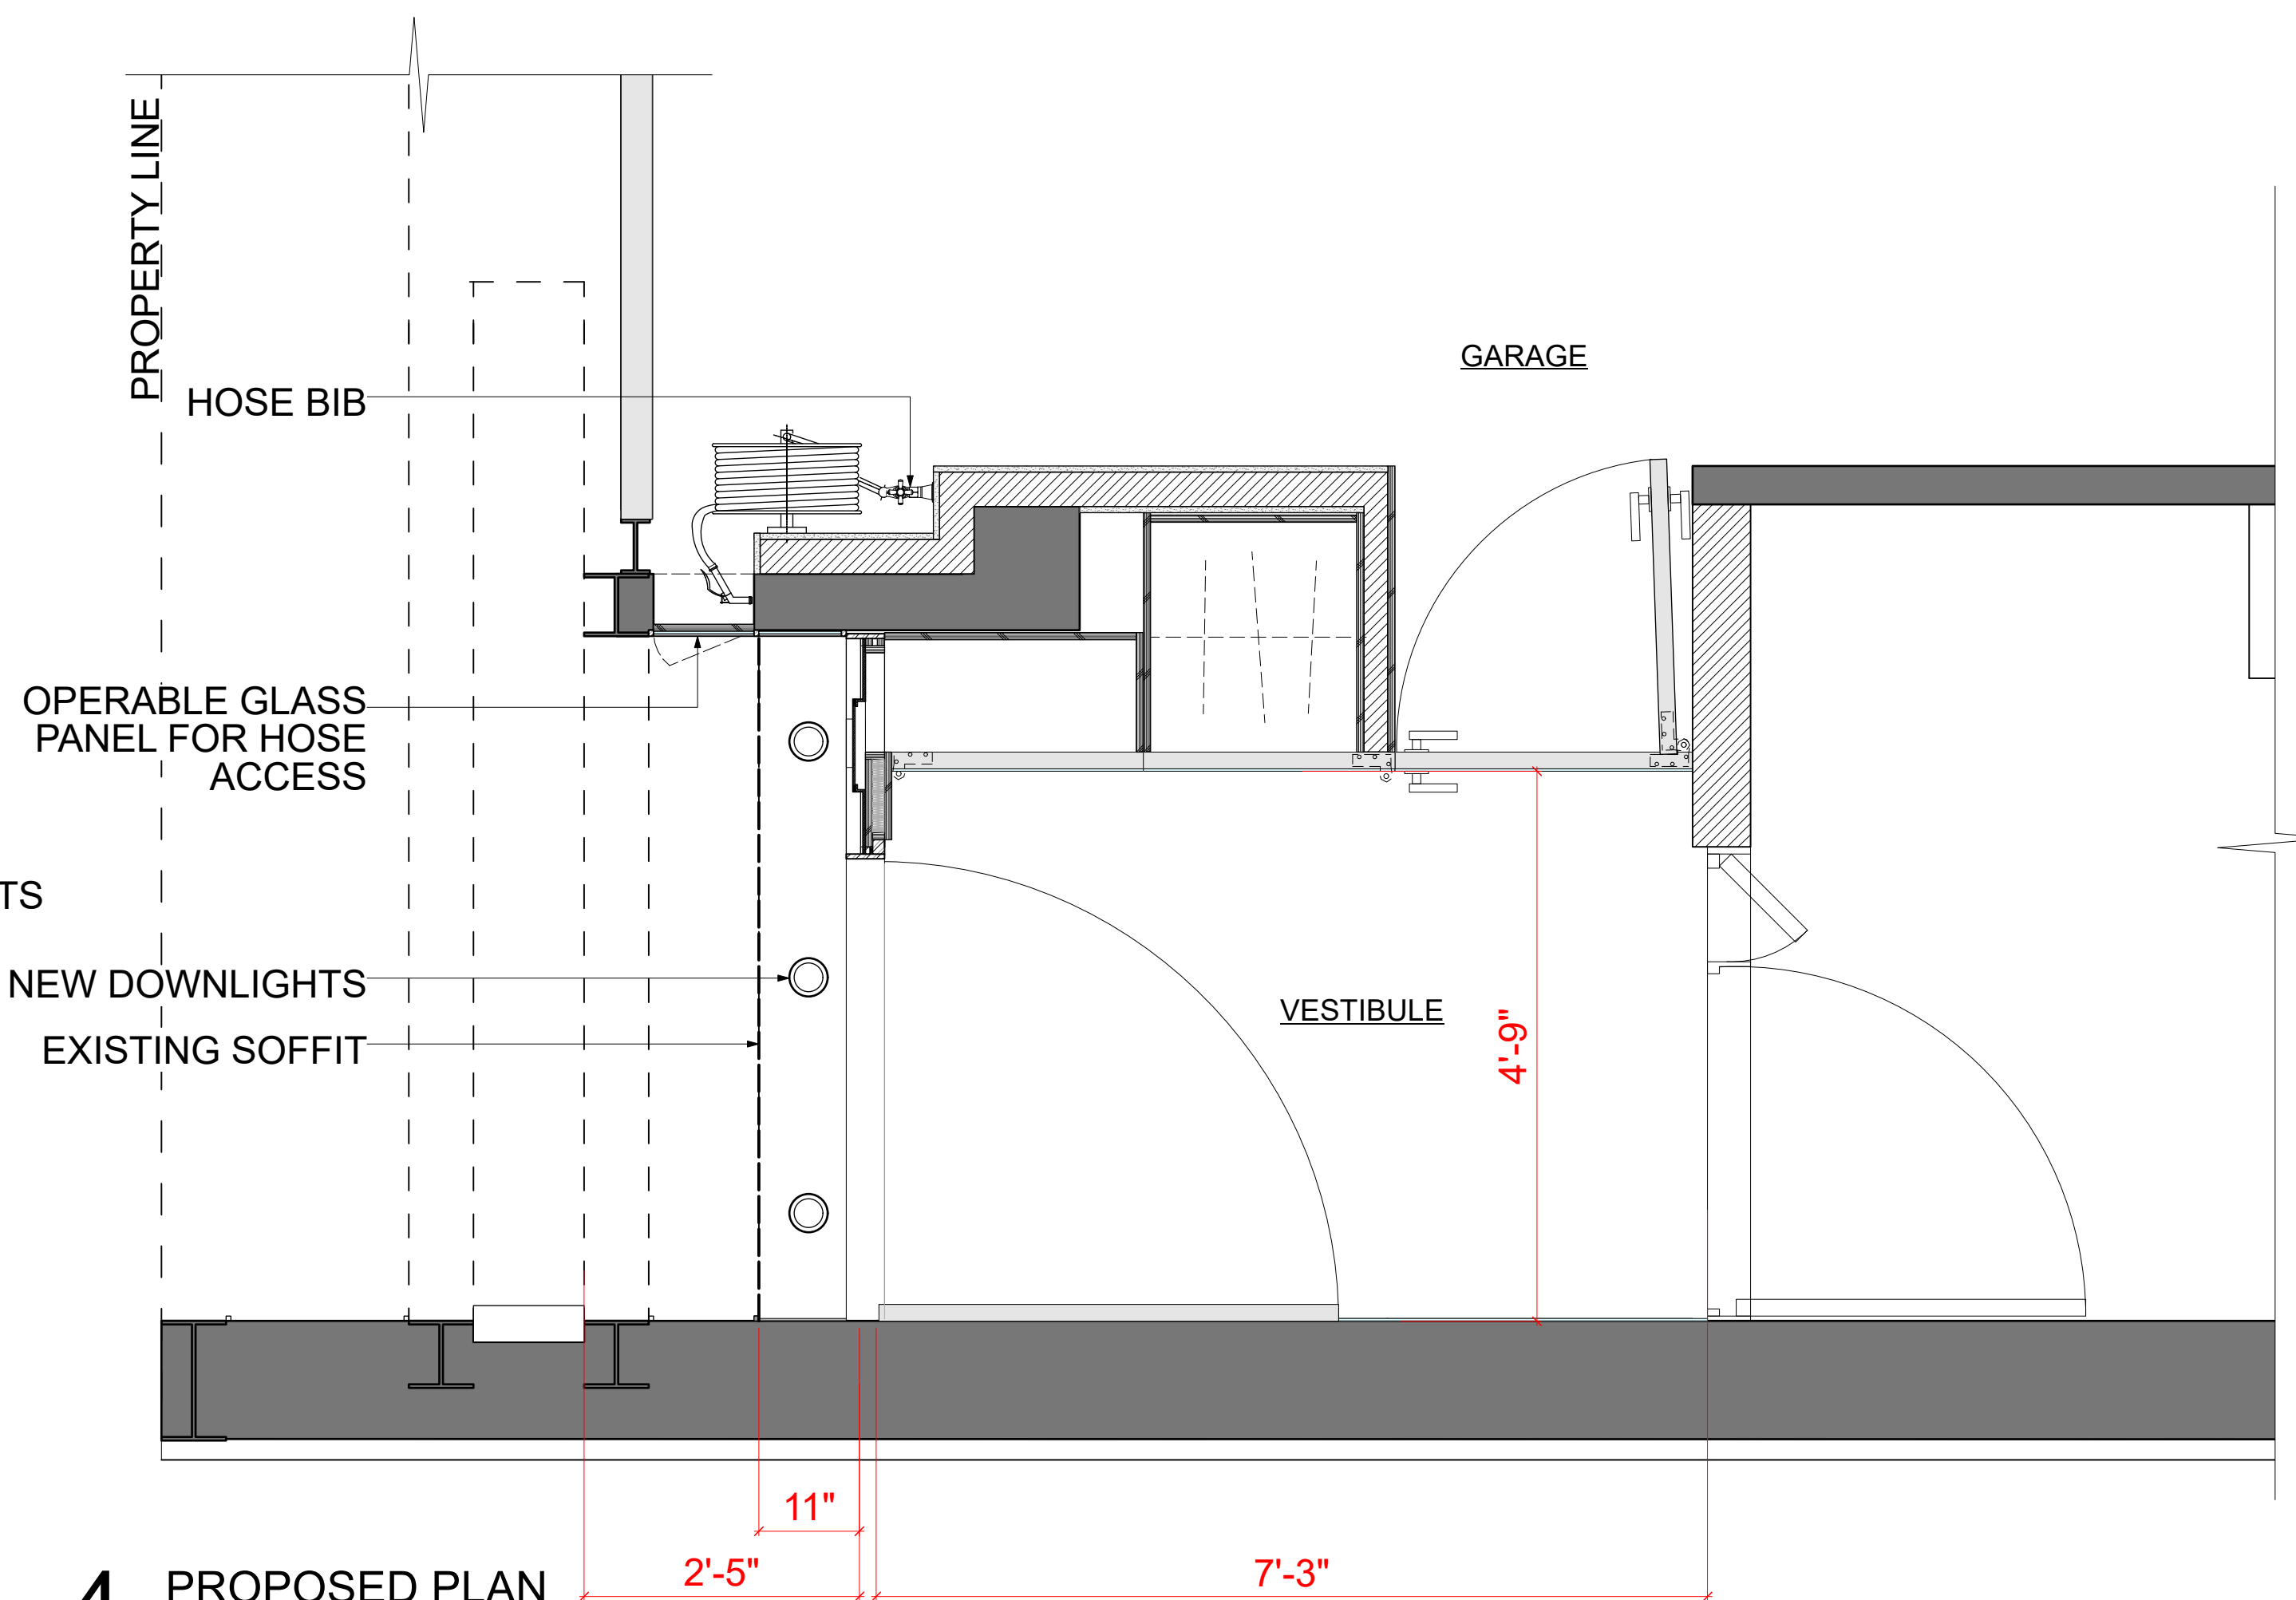 PROPERTY LINE
GARAGE
HOSE BIB
OPERABLE GLASS
PANEL FOR HOSE
ACCESS
TS
NEW DOWNLIGHTS
VESTIBULE
4'-9"
EXISTING SOFFIT
11"
2'-5"
7'-3"
4 PROPOSED PLAN